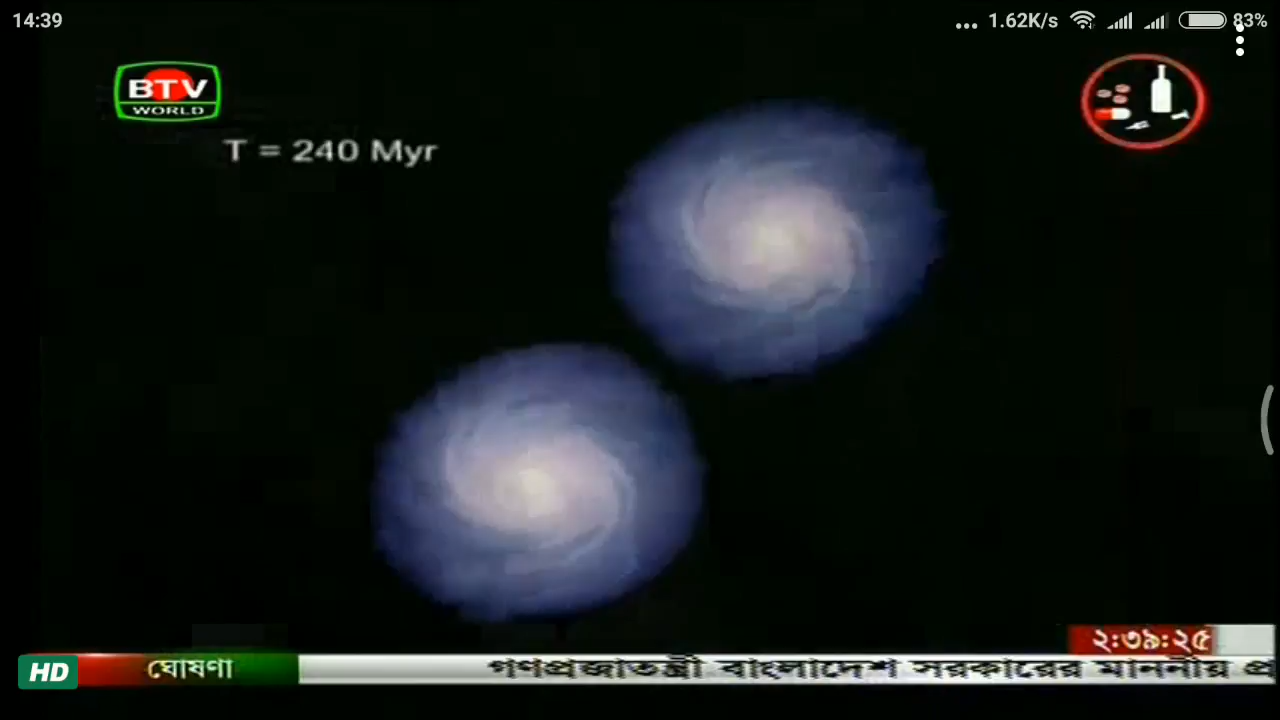 14:39
... 1.62K/s 83%
BTV
WORLD
T = 240 Myr
২:৩৯:২৫
HD ঘোষণা গণপ্রজাতন্ত্রী বাংলাদেশ সরকারের মাননীয় প্র